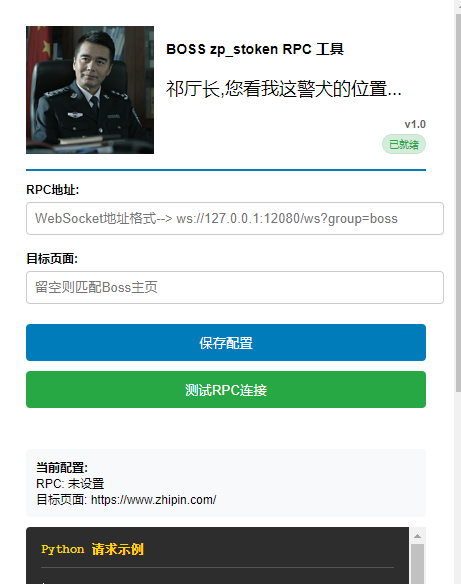 BOSS zp_stoken RPC 工具
祁厅长,您看我这警犬的位置...
v1.0
已就绪
RPC地址:
WebSocket地址格式--> ws://127.0.0.1:12080/ws?group=boss
目标页面:
留空则匹配Boss主页
保存配置
测试RPC连接
当前配置:
RPC: 未设置
目标页面: https://www.zhipin.com/
Python 请求示例